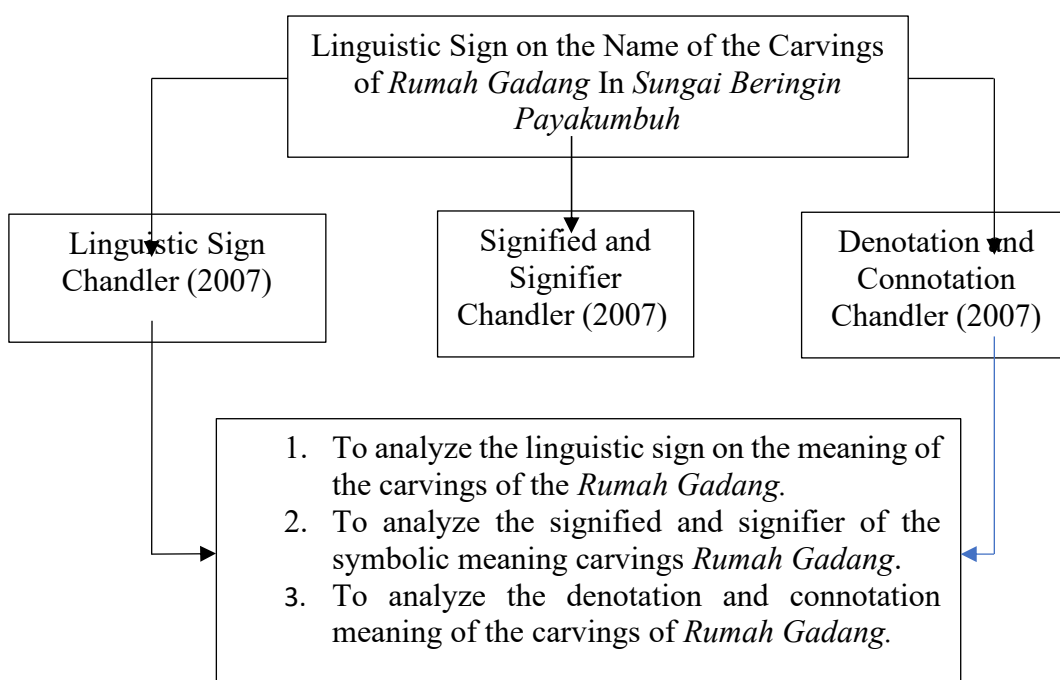 Linguistic Sign on the Name of the Carvings
of Rumah Gadang In Sungai Beringin
Payakumbuh
Linguistic Sign
Chandler (2007)
Signified and
Signifier
Chandler (2007)
Denotation and
Connotation
Chandler (2007)
1. To analyze the linguistic sign on the meaning of
the carvings of the Rumah Gadang.
2. To analyze the signified and signifier of the
symbolic meaning carvings Rumah Gadang.
3. To analyze the denotation and connotation
meaning of the carvings of Rumah Gadang.